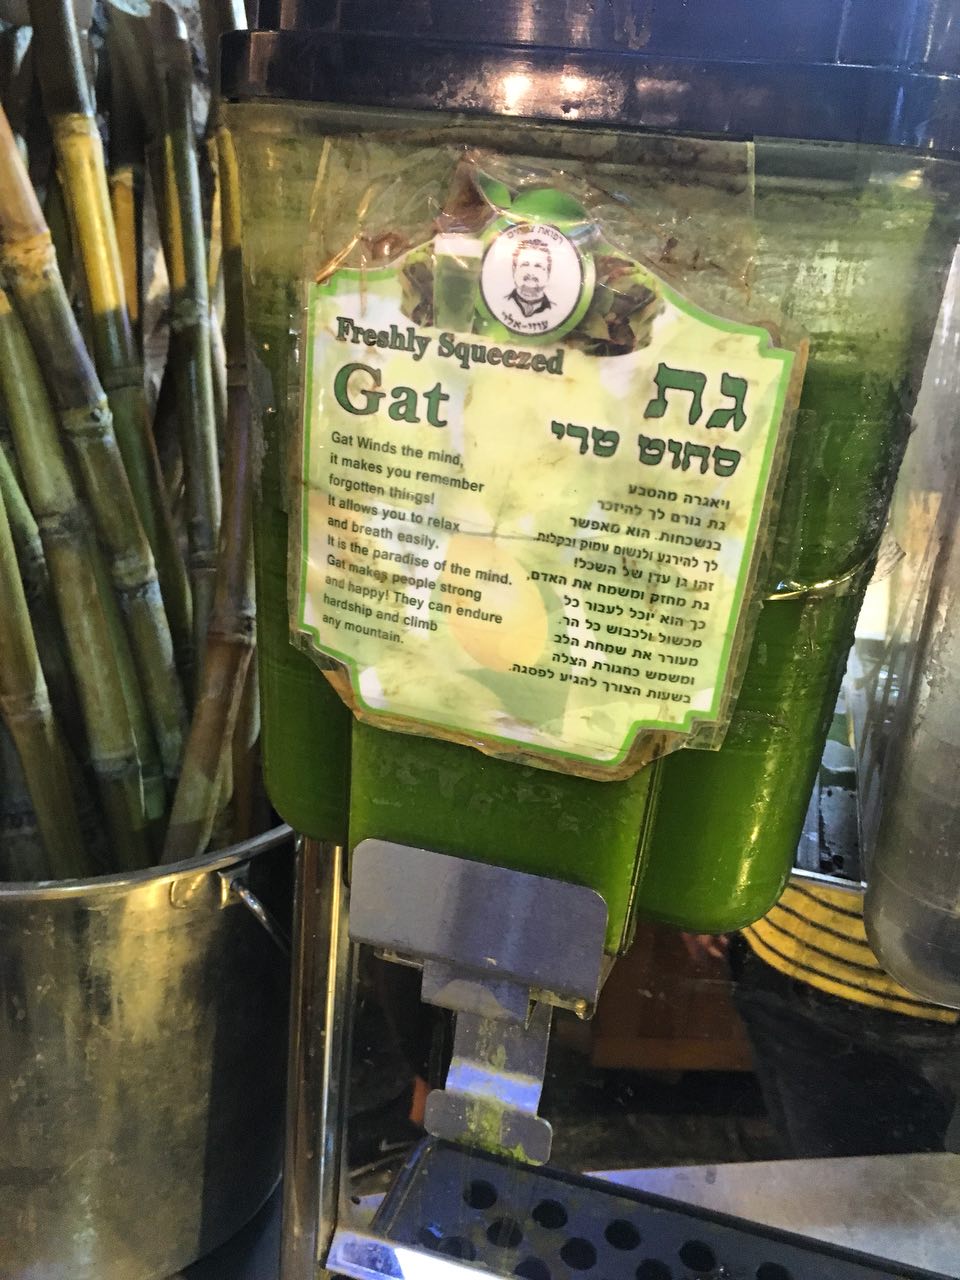 רפואת עוזיאלי
עוזי-אלי
Freshly Squeezed
Gat
Gat Winds the mind,
it makes you remember
forgotten things!
It allows you to relax
and breath easily.
It is the paradise of the mind.
Gat makes people strong
and happy! They can endure
hardship and climb
any mountain.
גת
סחוט טרי
ויאגרה מהטבע
גת גורם לך להיזכר
בנשכחות. הוא מאפשר
לך להירגע ולנשום עמוק ובקלות.
זהו גן עדן של השכל!
גת מחזק ומשמח את האדם,
כך הוא יוכל לעבור כל
מכשול ולכבוש כל הר.
מעורר את שמחת הלב
ומשמש כחגורת הצלה
בשעות הצורך להגיע לפסגה.